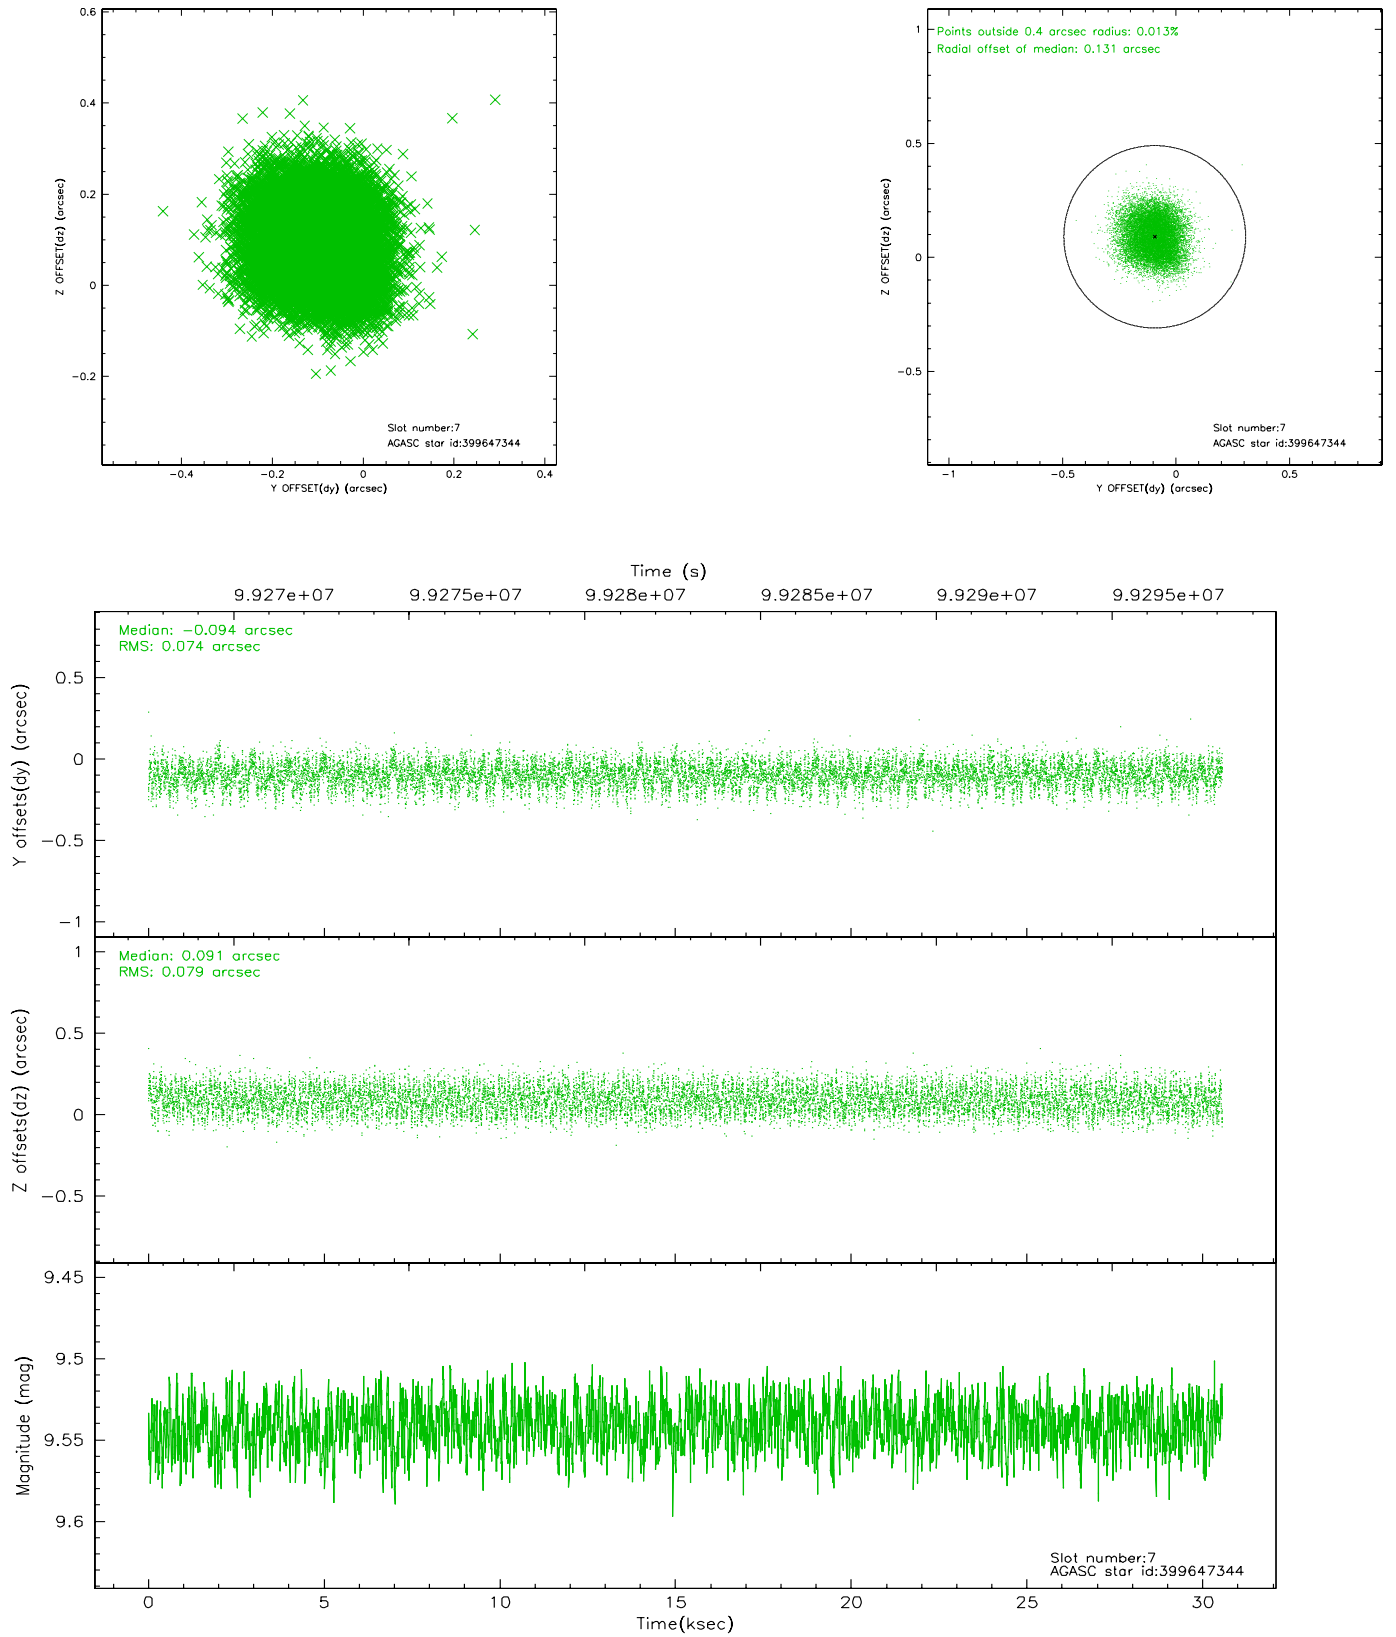 0.6
0.4
0.2
0
−0.2
Z OFFSET(dz) (arcsec)
Slot number:7
AGASC star id:399647344
−0.4 −0.2 0 0.2 0.4
Y OFFSET(dy) (arcsec)
Points outside 0.4 arcsec radius: 0.013%
Radial offset of median: 0.131 arcsec
1
0.5
0
−0.5
Z OFFSET(dz) (arcsec)
Slot number:7
AGASC star id:399647344
−1 −0.5 0 0.5
Y OFFSET(dy) (arcsec)
Time (s)
9.927e+07 9.9275e+07 9.928e+07 9.9285e+07 9.929e+07 9.9295e+07
Median: −0.094 arcsec
RMS: 0.074 arcsec
0.5
0
−0.5
−1
Y offsets(dy) (arcsec)
Median: 0.091 arcsec
RMS: 0.079 arcsec
1
0.5
0
−0.5
Z offsets(dz) (arcsec)
9.45
9.5
9.55
9.6
Magnitude (mag)
Slot number:7
AGASC star id:399647344
0 5 10 15 20 25 30
Time(ksec)